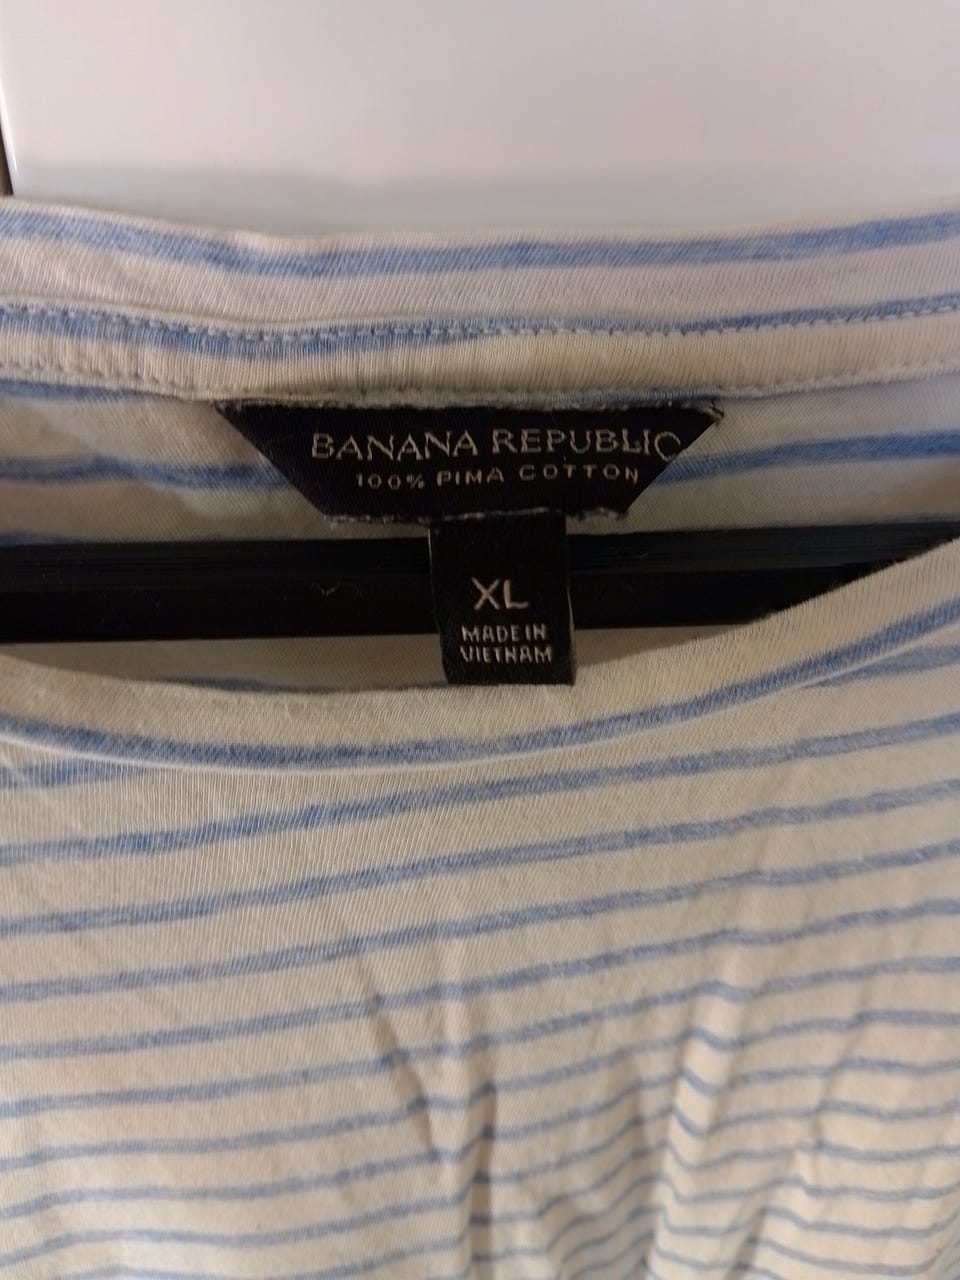 BANANA REPUBLIC
100% PIMA COTTON
XL
MADE IN
VIETNAM